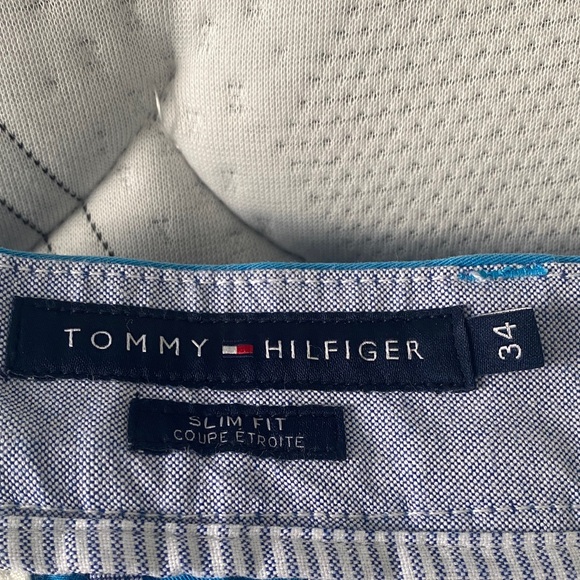 TOMMY HILFIGER
34
SLIM FIT
COUPE ÉTROITE